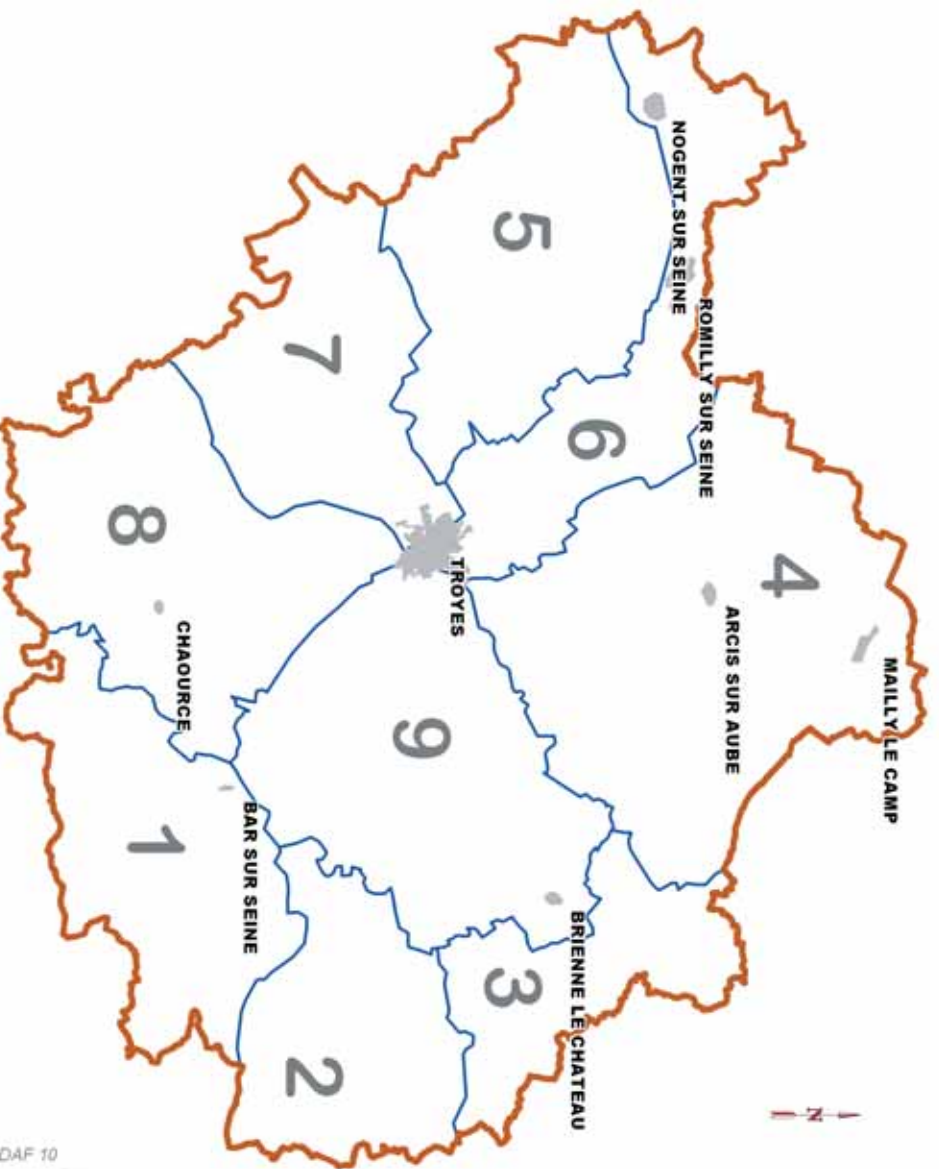 MAILLY LE CAMP
4
ARCIS SUR AUBE
ROMILLY SUR SEINE
NOGENT SUR SEINE
6
5
BRIENNE LE CHATEAU
3
TROYES
9
7
2
BAR SUR SEINE
CHAOURCE
8
1
N
DAF 10